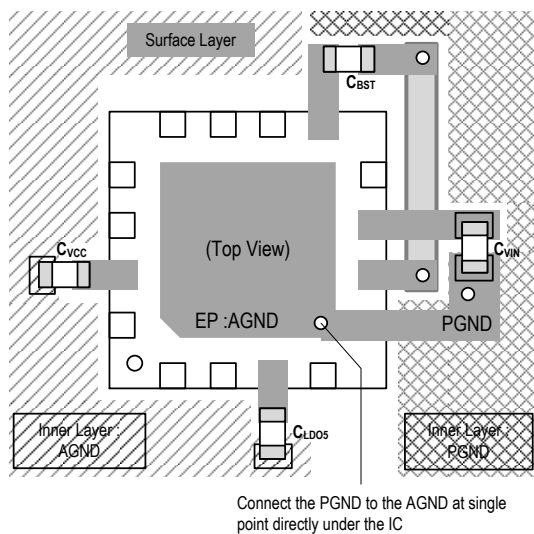 Surface Layer
CBST
CVCC
(Top View)
CVIN
EP :AGND
PGND
Inner Layer :
AGND
CLDO5
Inner Layer :
PGND
Connect the PGND to the AGND at single
point directly under the IC